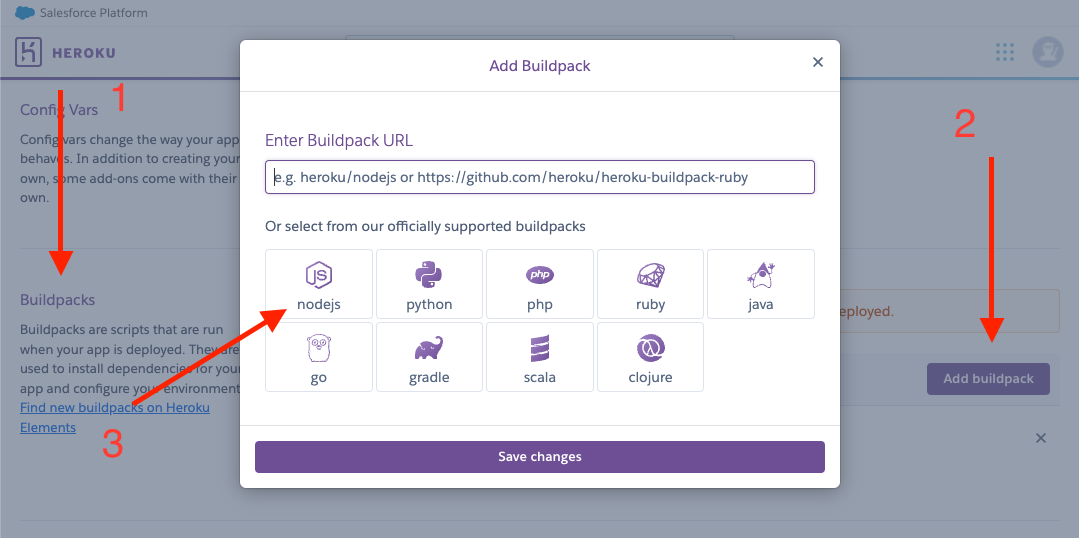 Salesforce Platform
HEROKU
Add Buildpack
1
Config Vars
Config vars change the way your app
behaves. In addition to creating your
own, some add-ons come with their
own.
2
Enter Buildpack URL
e.g. heroku/nodejs or https://github.com/heroku/heroku-buildpack-ruby
Or select from our officially supported buildpacks
JS
php
nodejs
python
php
ruby
java
go
gradle
scala
clojure
Buildpacks
Buildpacks are scripts that are run
when your app is deployed. They are
used to install dependencies for your
app and configure your environment
Find new buildpacks on Heroku
Elements
3
eployed.
Add buildpack
Save changes